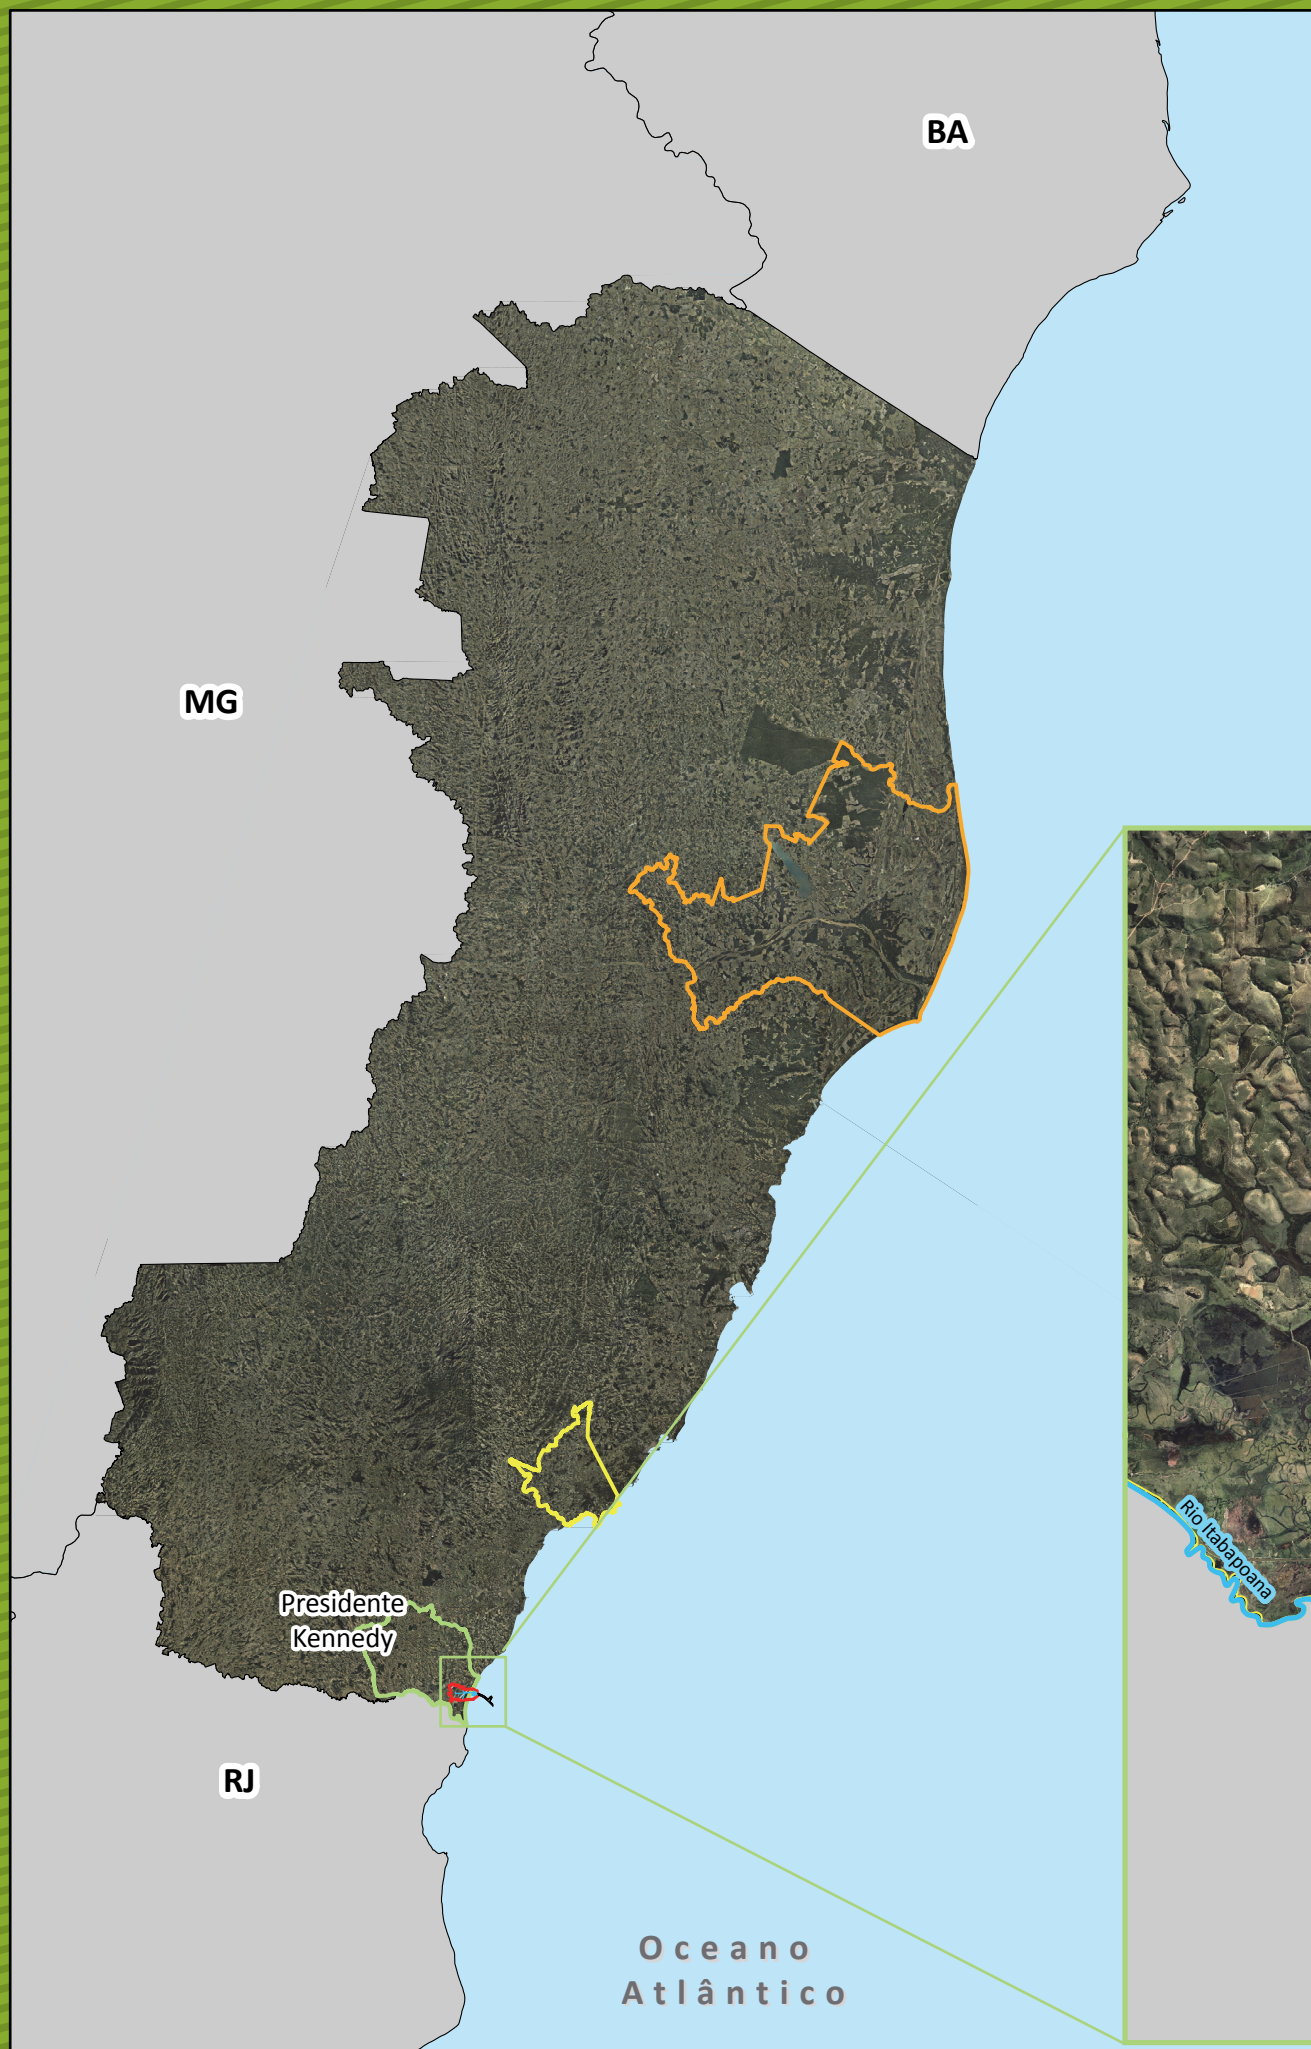 BA
MG
Rio Itabapoana
Presidente
Kennedy
RJ
Oceano
Atlântico